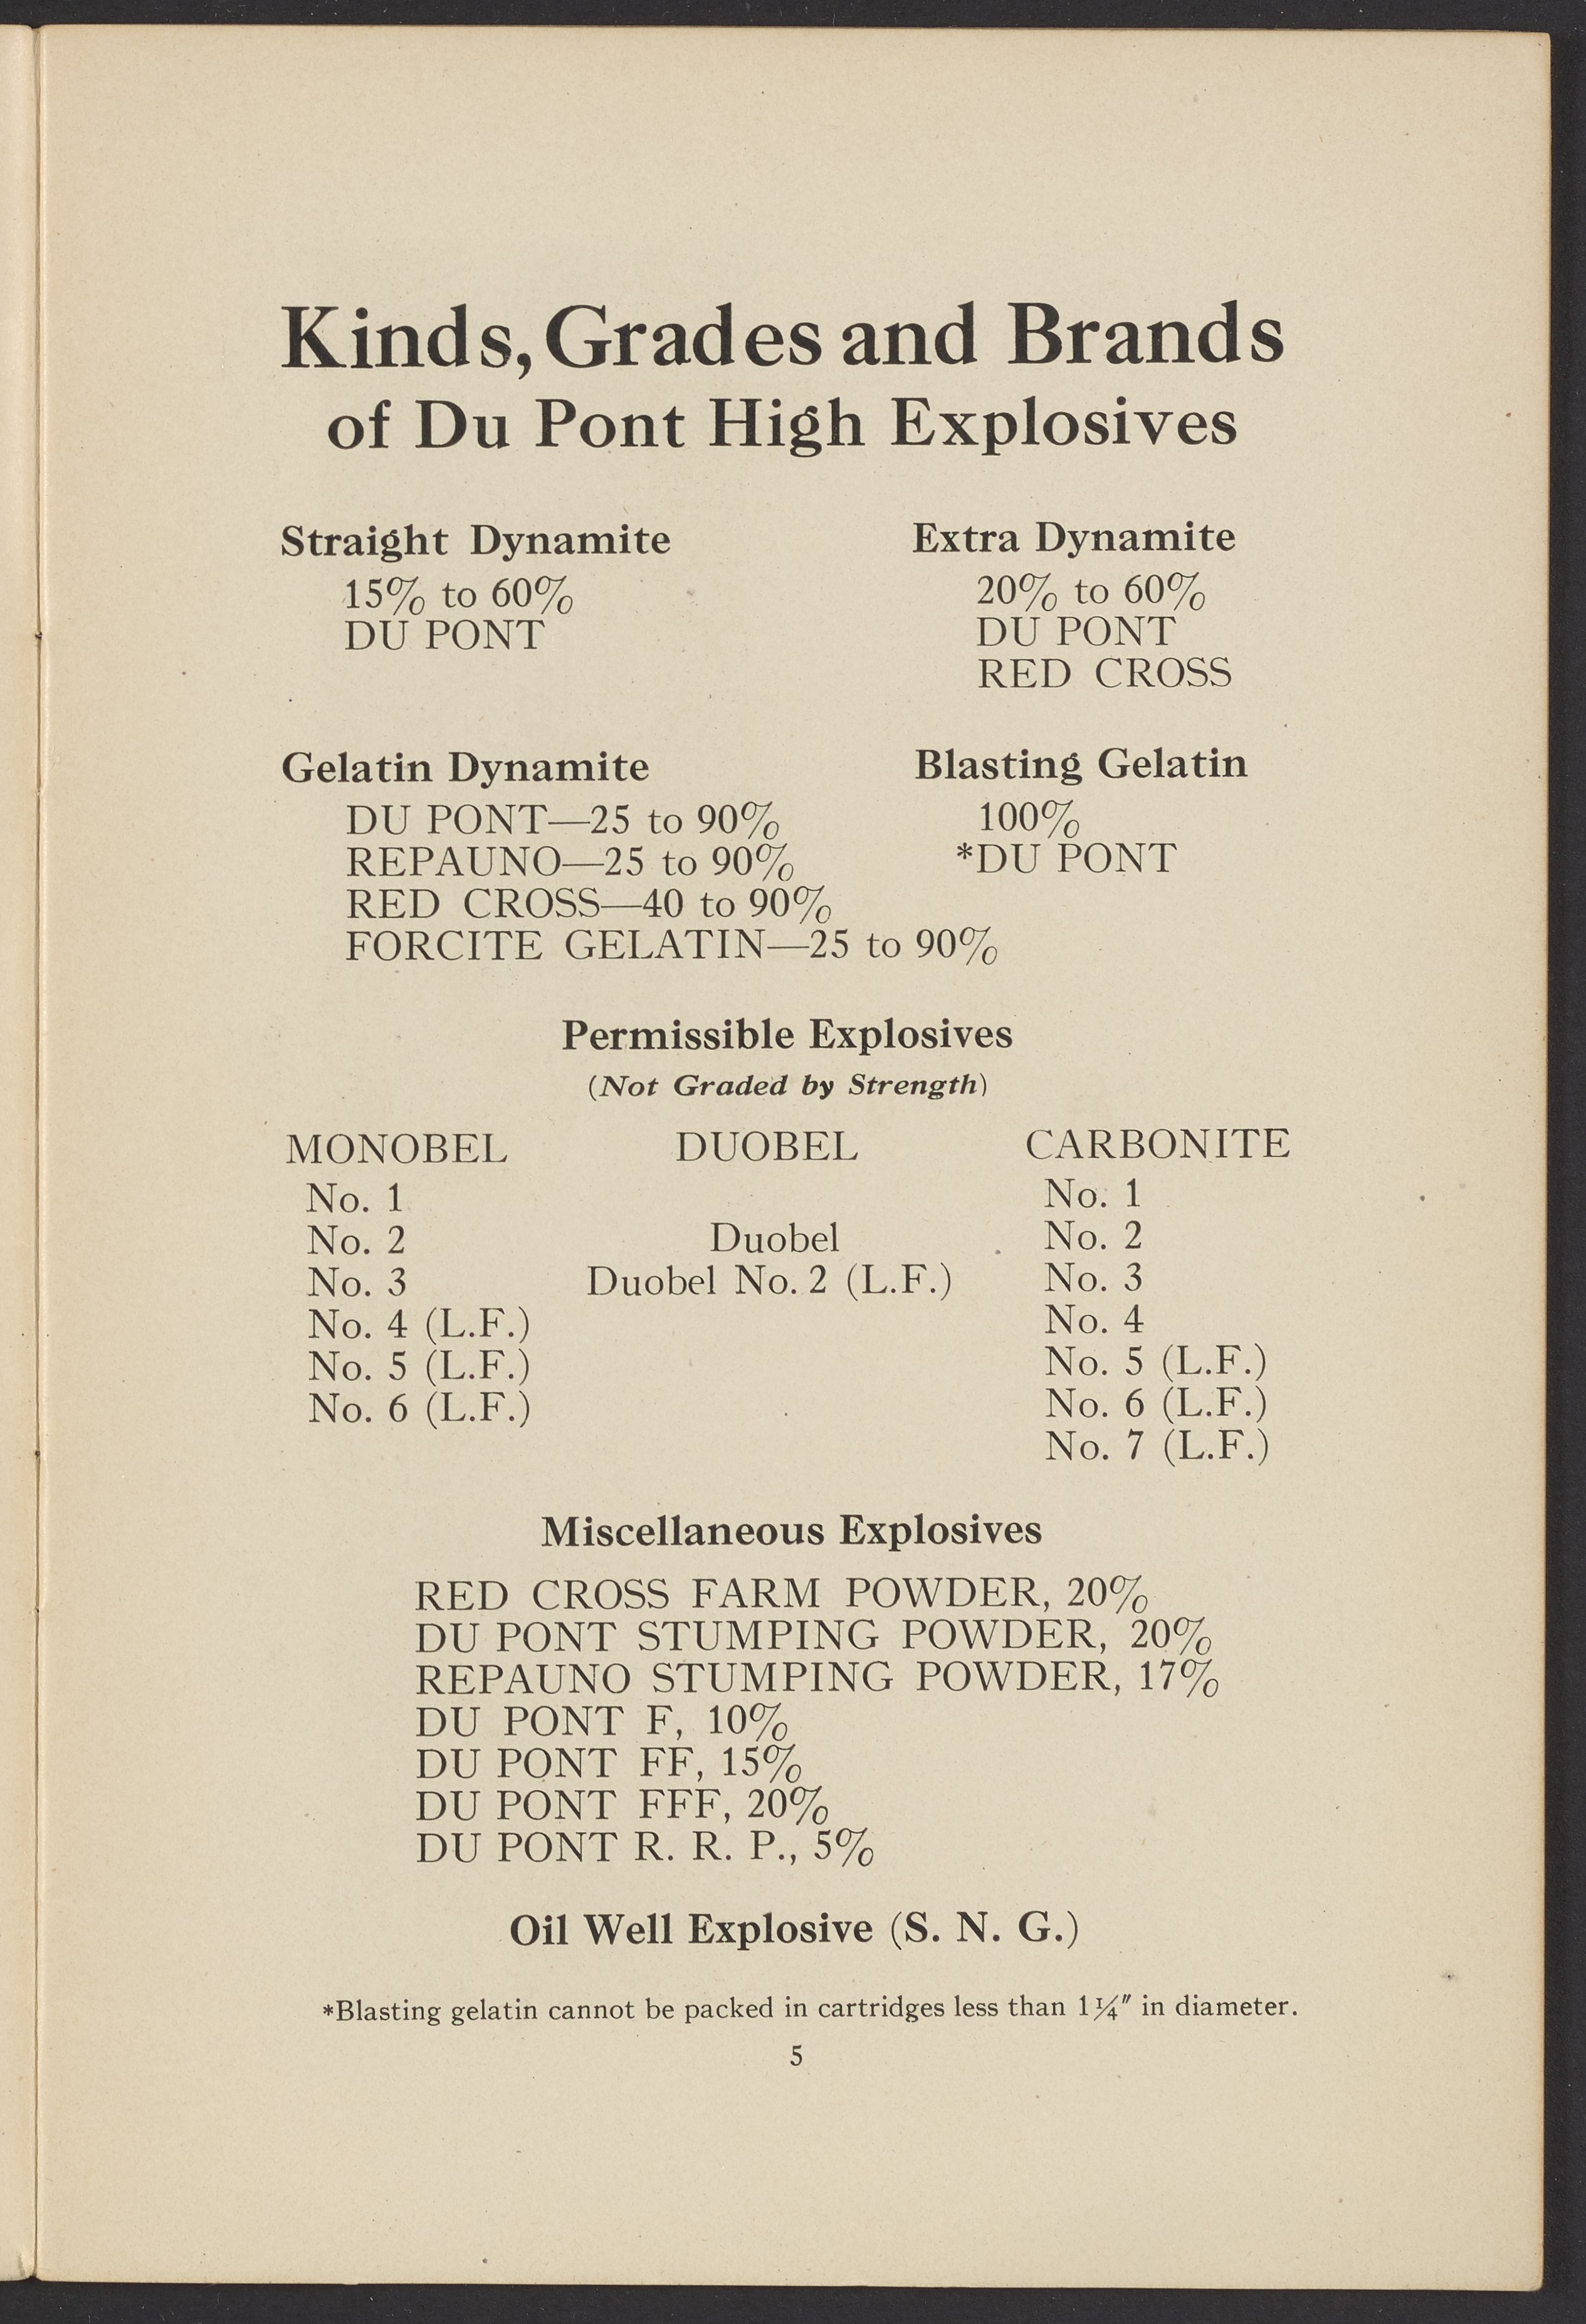 Kinds, Grades and Brands
of Du Pont High Explosives
Straight Dynamite
15% to 60%
DU PONT
Extra Dynamite
20% to 60%
DU PONT
RED CROSS
Gelatin Dynamite
DU PONT—25 to 90%
REPAUNO—25 to 90%
RED CROSS—40 to 90%
FORCITE GELATIN—25 to 90%
Blasting Gelatin
100%
*DU PONT
Permissible Explosives
(Not Graded by Strength)
MONOBEL
No. 1
No. 2
No. 3
No. 4 (L.F.)
No. 5 (L.F.)
No. 6 (L.F.)
DUOBEL
Duobel
Duobel No. 2 (L.F.)
CARBONITE
No. 1
No. 2
No. 3
No. 4
No. 5 (L.F.)
No. 6 (L.F.)
No. 7 (L.F.)
Miscellaneous Explosives
RED CROSS FARM POWDER, 20%
DU PONT STUMPING POWDER, 20%
REPAUNO STUMPING POWDER, 17%
DU PONT F, 10%
DU PONT FF, 15%
DU PONT FFF, 20%
DU PONT R. R. P., 5%
Oil Well Explosive (S. N. G.)
*Blasting gelatin cannot be packed in cartridges less than 1¼″ in diameter.
5